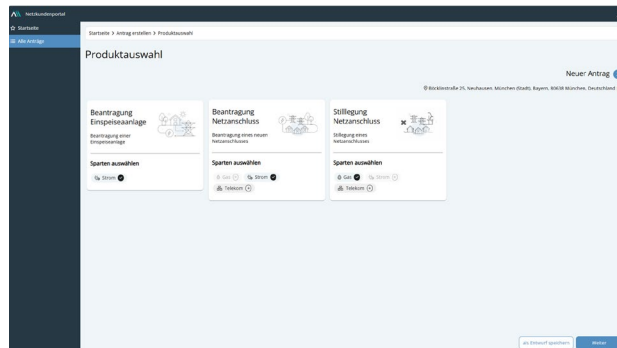 Netzkundenportal
Startseite
Alle Anträge
Startseite > Antrag erstellen > Produktauswahl
Produktauswahl
Neuer Antrag
Böcklinstraße 25, Neuhausen, München (Stadt), Bayern, 80638 München, Deutschland
Beantragung
Einspeiseanlage
Beantragung einer
Einspeiseanlage
Sparten auswählen
Strom
Beantragung
Netzanschluss
Beantragung eines neuen
Netzanschlusses
Sparten auswählen
Gas Strom
Telekom
Stilllegung
Netzanschluss
Stilllegung eines
Netzanschlusses
Sparten auswählen
Gas Strom
Telekom
als Entwurf speichern Weiter